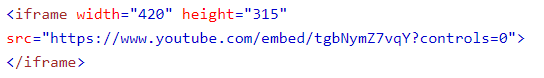 <iframe width="420" height="315"
src="https://www.youtube.com/embed/tgbNymZ7vqY?controls=0">
</iframe>